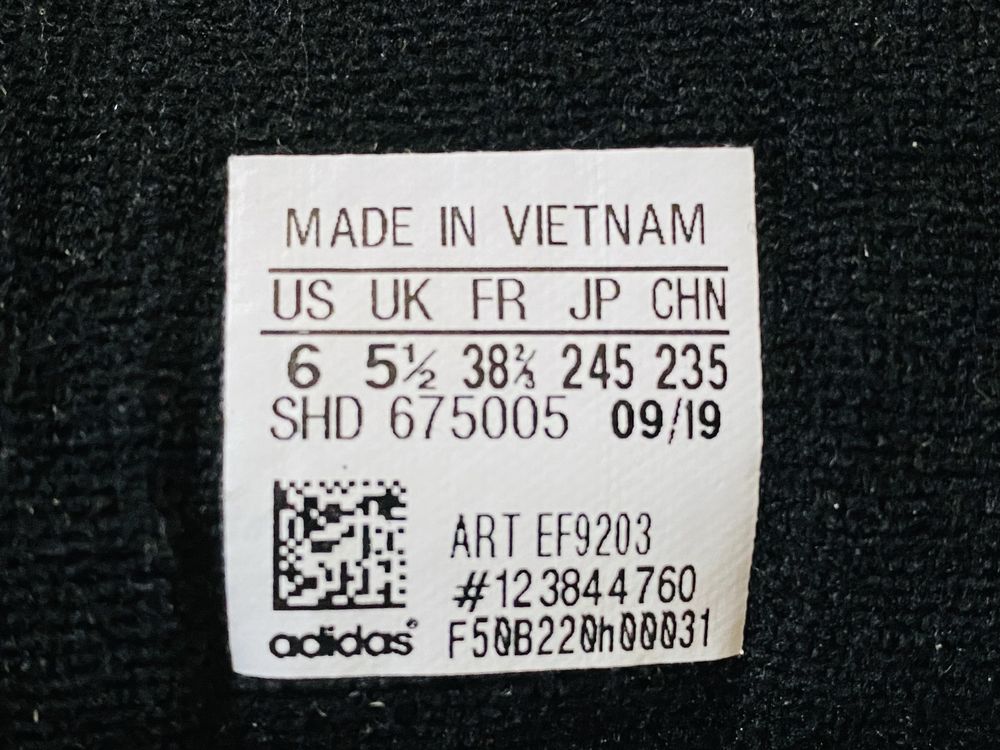 MADE IN VIETNAM
US UK FR JP CHN
6 5½ 38⅔ 245 235
SHD 675005 09/19
ART EF9203
#123844760
adidas® F50B220h00031